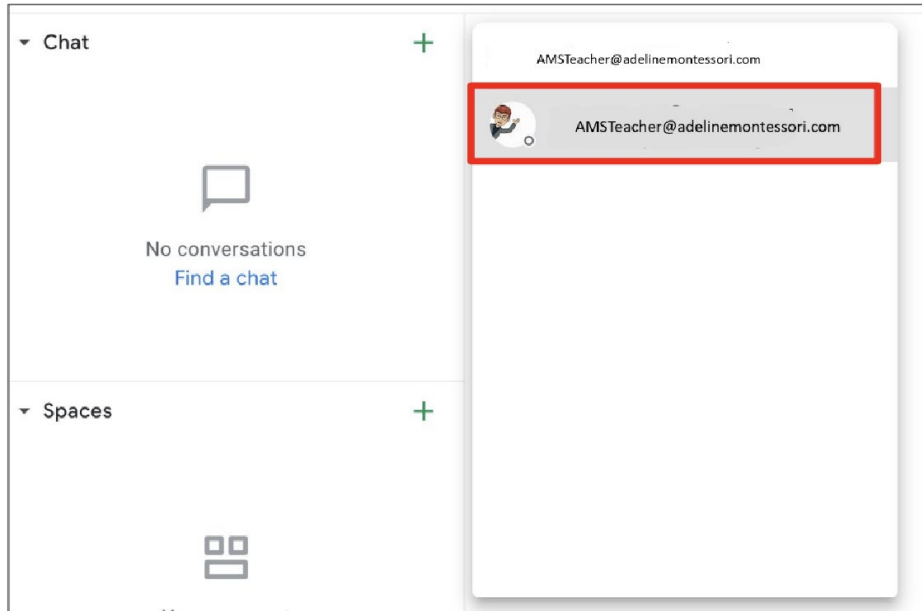 Chat
AMSTeacher@adelinemontessori.com
AMSTeacher@adelinemontessori.com
No conversations
Find a chat
Spaces